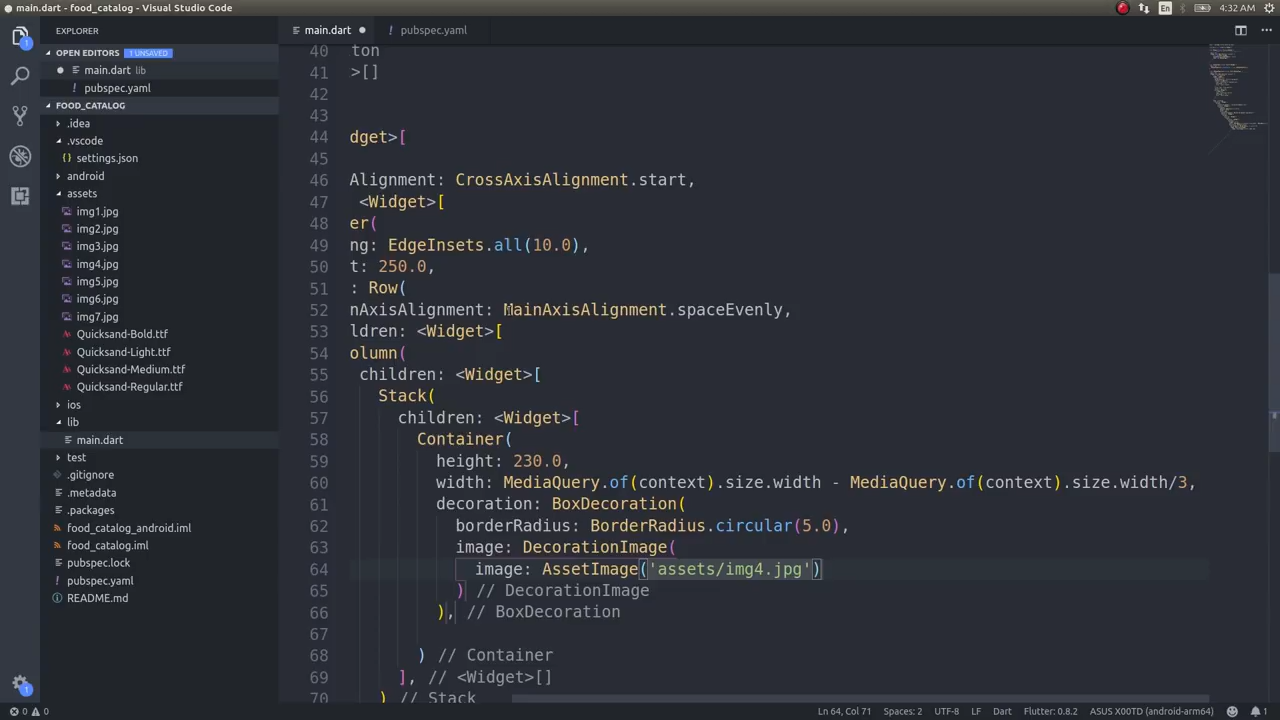 main.dart - food_catalog - Visual Studio Code
En
4:32 AM
EXPLORER
main.dart
pubspec.yaml
OPEN EDITORS
1 UNSAVED
main.dart lib
pubspec.yaml
FOOD_CATALOG
.idea
.vscode
settings.json
android
assets
img1.jpg
img2.jpg
img3.jpg
img4.jpg
img5.jpg
img6.jpg
img7.jpg
Quicksand-Bold.ttf
Quicksand-Light.ttf
Quicksand-Medium.ttf
Quicksand-Regular.ttf
ios
lib
main.dart
test
.gitignore
.metadata
.packages
food_catalog_android.iml
food_catalog.iml
pubspec.lock
pubspec.yaml
README.md
1
1
40 ton
41 >[]
42
43
44 dget>[
45
46 Alignment: CrossAxisAlignment.start,
47 <Widget>[
48 er(
49 ng: EdgeInsets.all(10.0),
50 t: 250.0,
51 : Row(
52 nAxisAlignment: MainAxisAlignment.spaceEvenly,
53 ldren: <Widget>[
54 olumn(
55 children: <Widget>[
56 Stack(
57 children: <Widget>[
58 Container(
59 height: 230.0,
60 width: MediaQuery.of(context).size.width - MediaQuery.of(context).size.width/3,
61 decoration: BoxDecoration(
62 borderRadius: BorderRadius.circular(5.0),
63 image: DecorationImage(
64 image: AssetImage('assets/img4.jpg')
65 ) // DecorationImage
66 ), // BoxDecoration
67
68 ) // Container
69 ], // <Widget>[]
70 ) // Stack
0 0
Ln 64, Col 71
Spaces: 2
UTF-8
LF
Dart
Flutter: 0.8.2
ASUS X00TD (android-arm64)
1